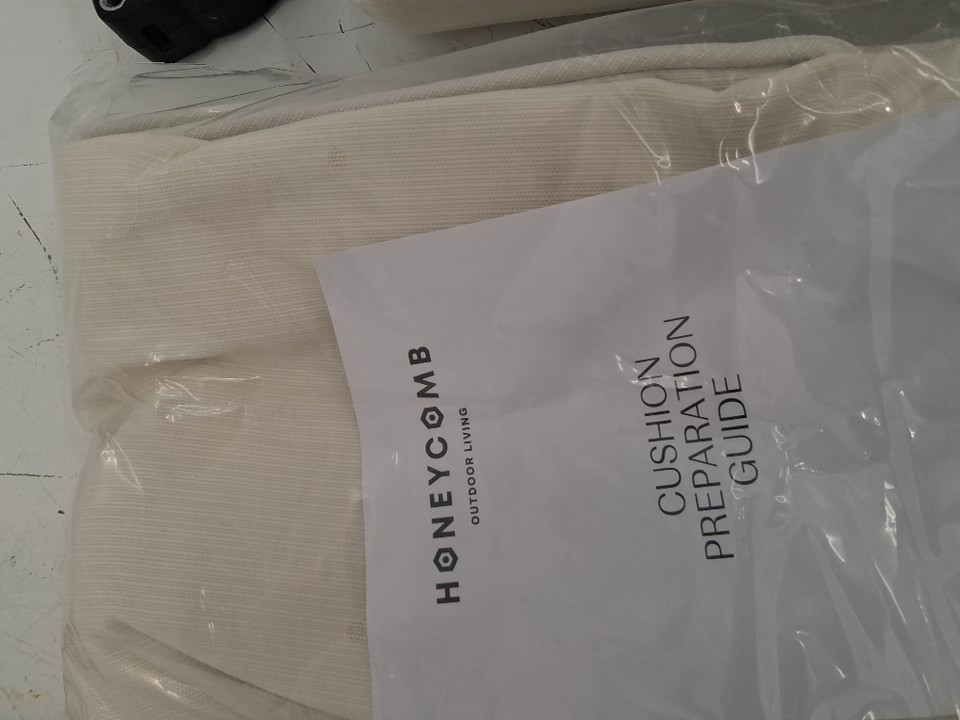 HONEYCOMB
OUTDOOR LIVING
CUSHION
PREPARATION
GUIDE